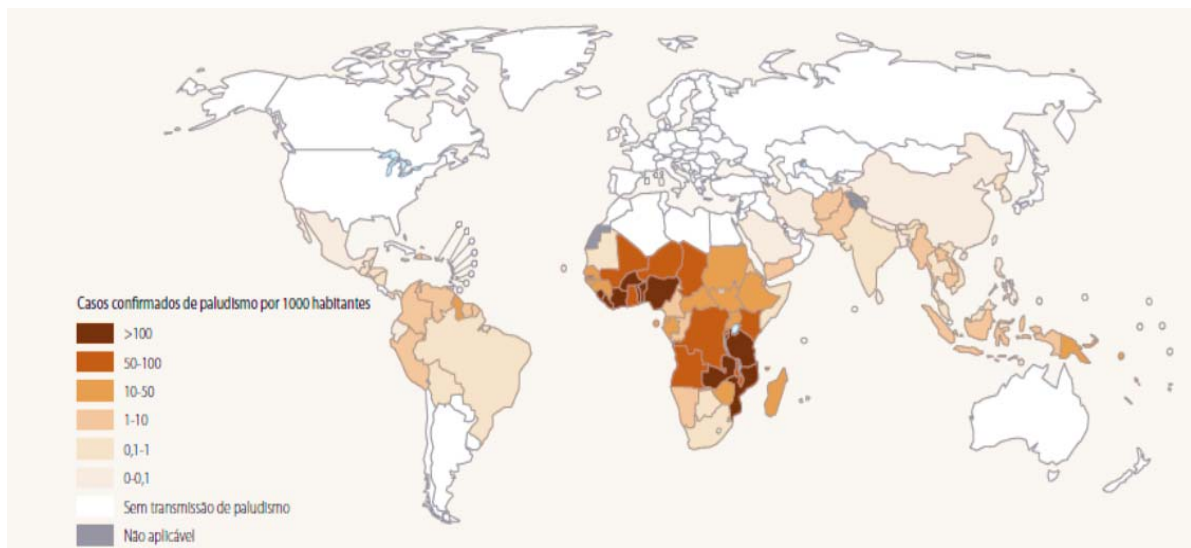 Casos confirmados de paludismo por 1000 habitantes
>100
50-100
10-50
1-10
0,1-1
0-0,1
Sem transmissão de paludismo
Não aplicável